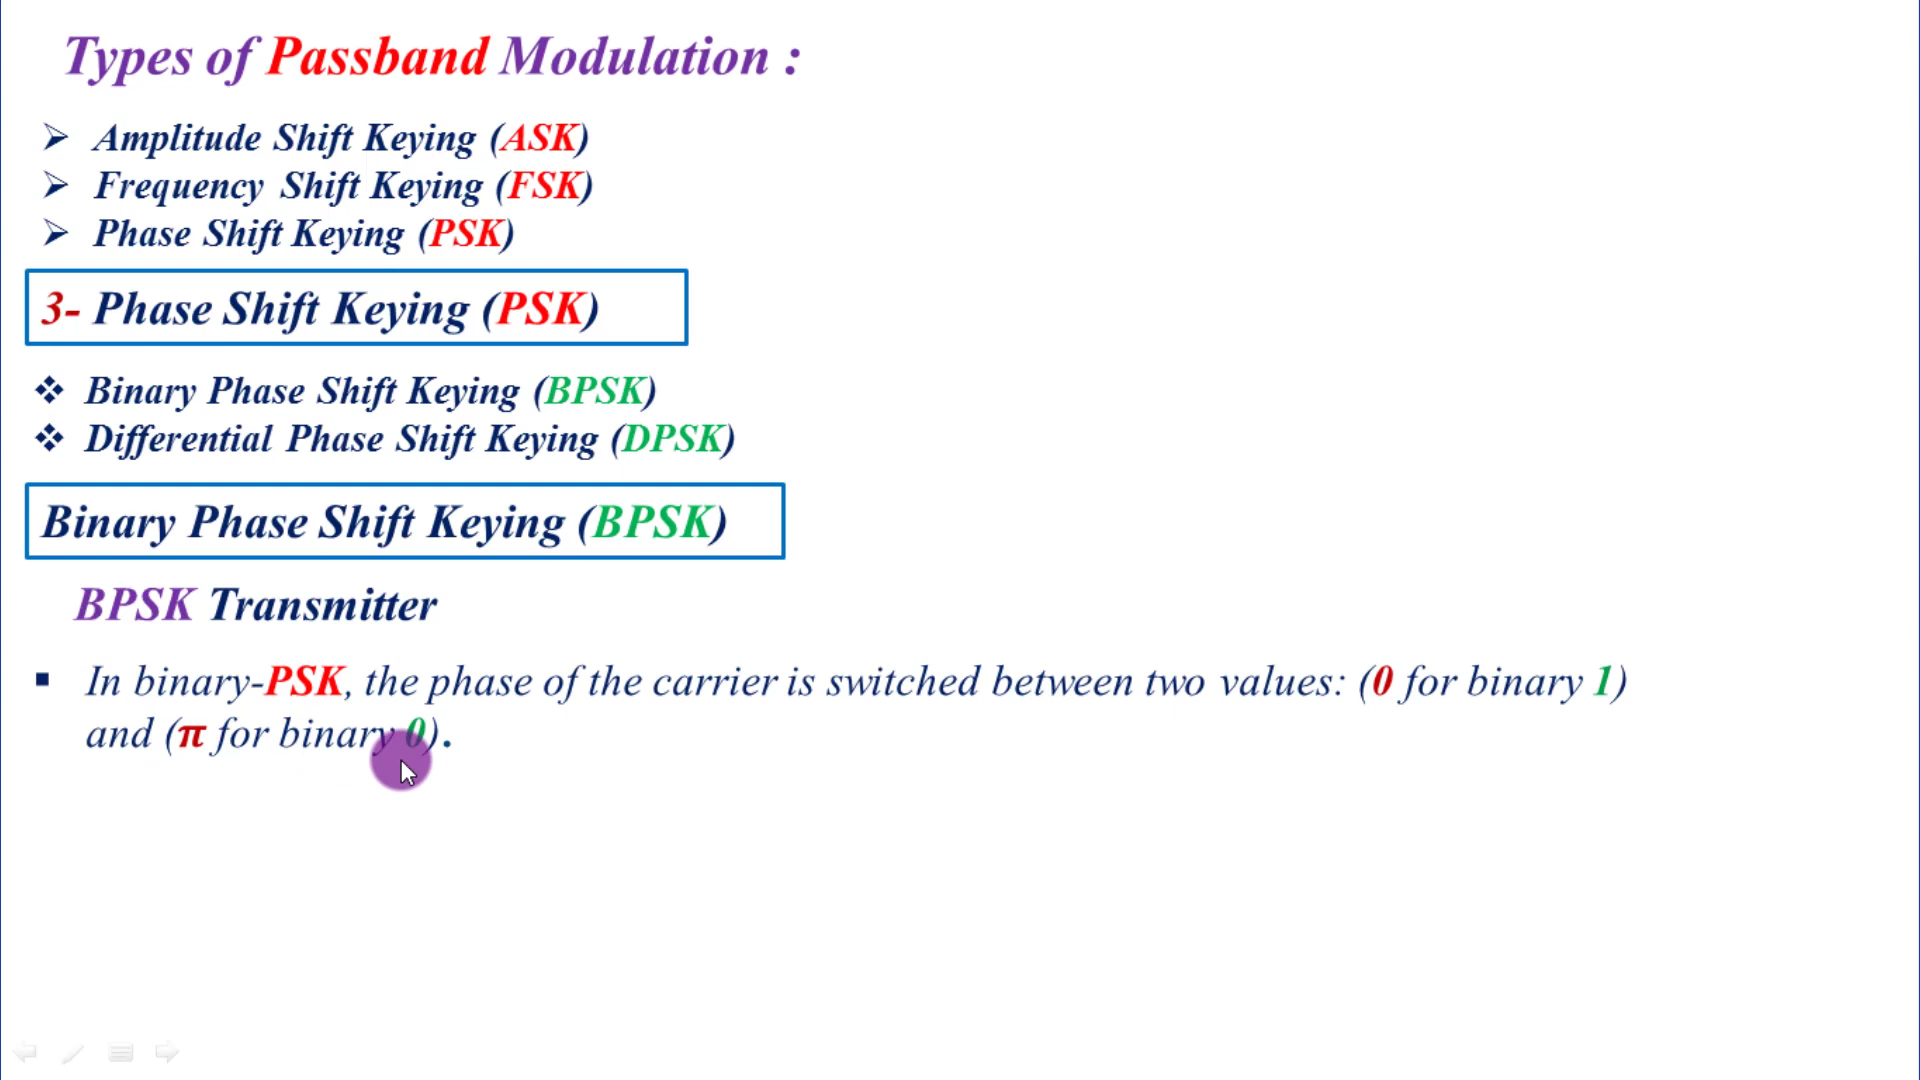 Types of Passband Modulation :
➢ Amplitude Shift Keying (ASK)
➢ Frequency Shift Keying (FSK)
➢ Phase Shift Keying (PSK)
3- Phase Shift Keying (PSK)
❖ Binary Phase Shift Keying (BPSK)
❖ Differential Phase Shift Keying (DPSK)
Binary Phase Shift Keying (BPSK)
BPSK Transmitter
▪ In binary-PSK, the phase of the carrier is switched between two values: (0 for binary 1)
and (π for binary 0).